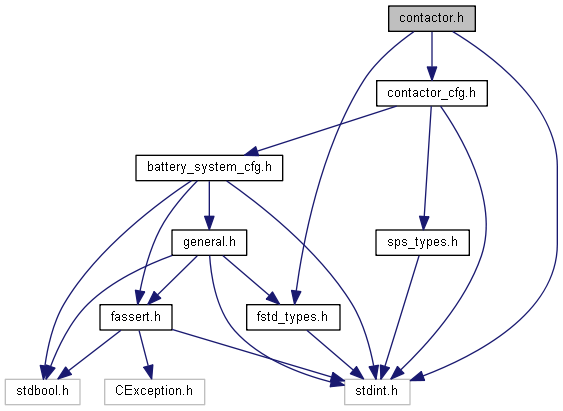 contactor.h
contactor_cfg.h
battery_system_cfg.h
general.h
sps_types.h
fassert.h
fstd_types.h
stdbool.h
CException.h
stdint.h